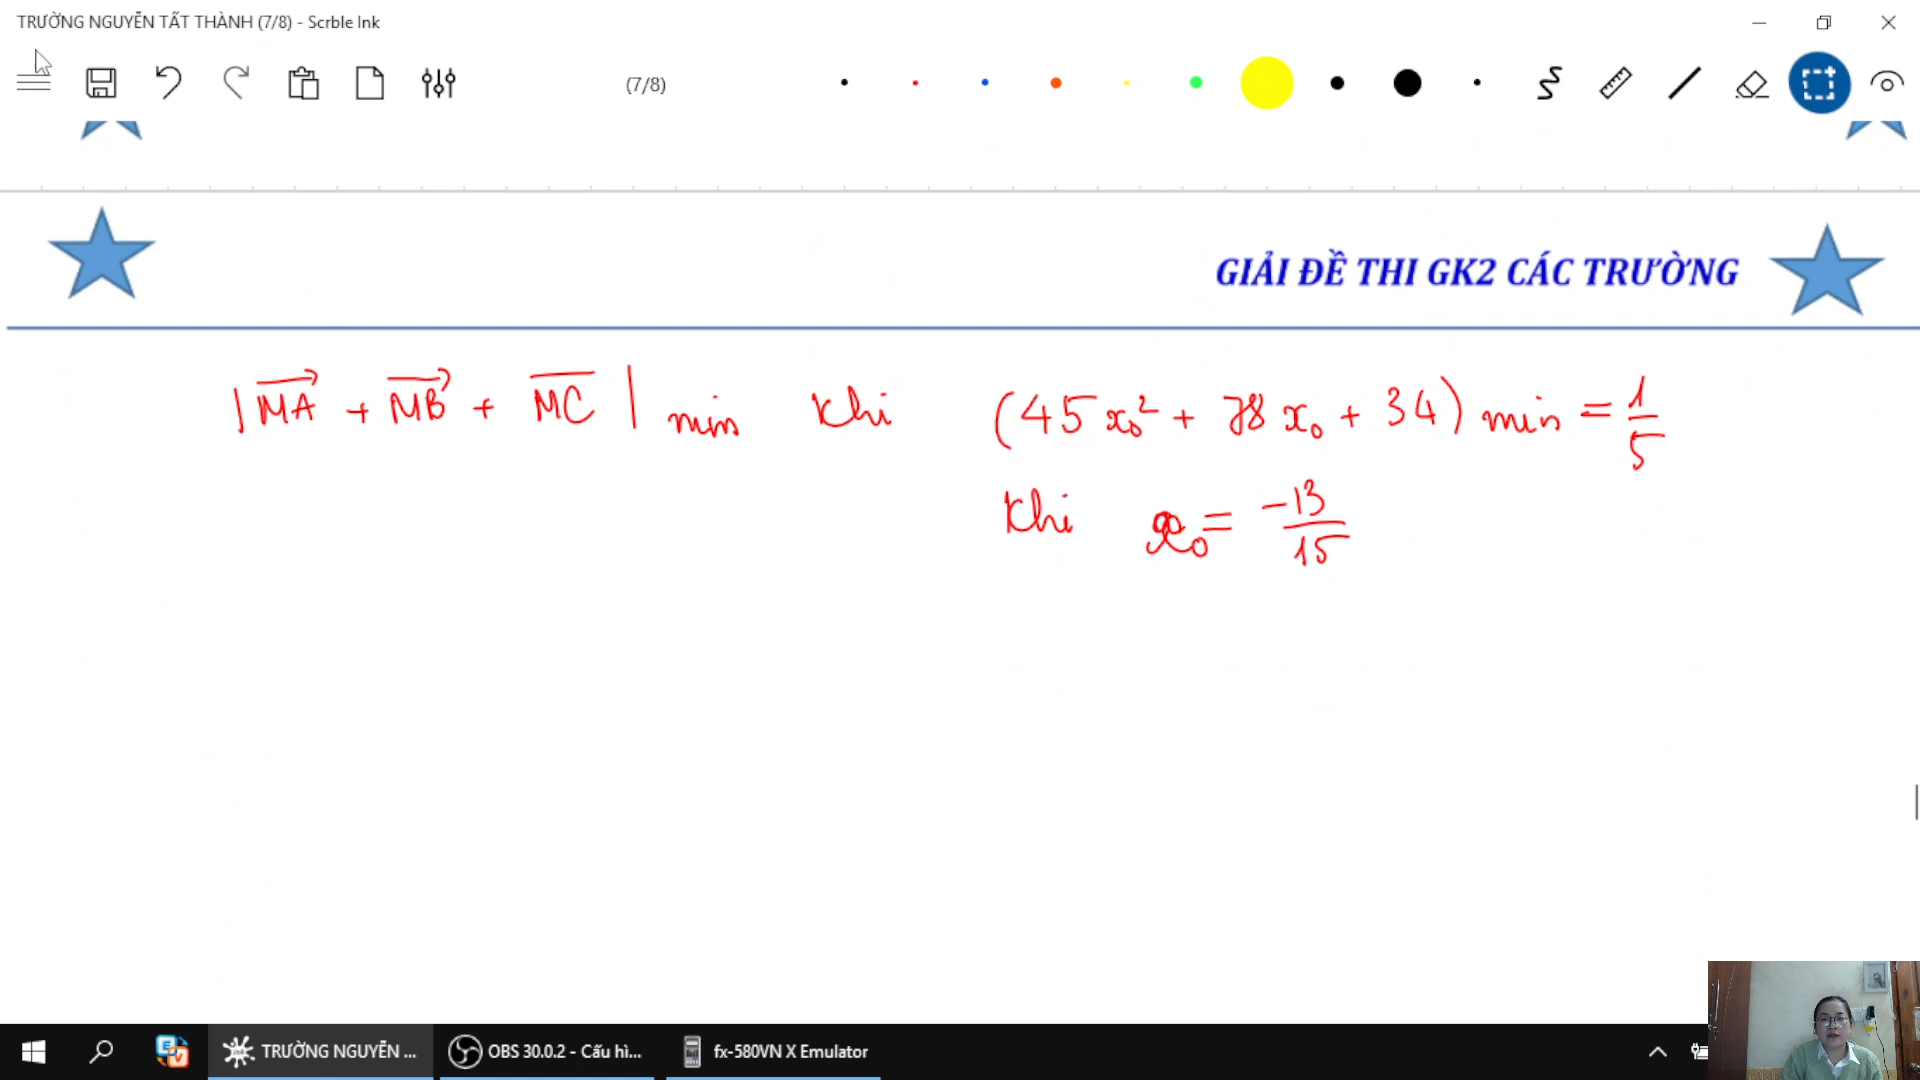 TRƯỜNG NGUYỄN TẤT THÀNH (7/8) - Scrble Ink
(7/8)
GIẢI ĐỀ THI GK2 CÁC TRƯỜNG
|MA + MB + MC| min khi (45x₀² + 78x₀ + 34) min = 1/5
khi x₀ = -13/15
TRƯỜNG NGUYỄN ... OBS 30.0.2 - Cấu hì... fx-580VN X Emulator